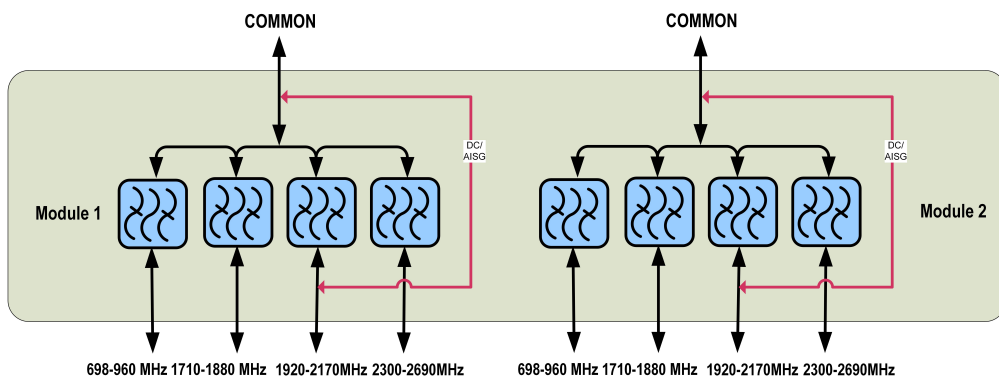 COMMON
COMMON
DC/
AISG
DC/
AISG
Module 1
Module 2
698-960 MHz 1710-1880 MHz 1920-2170MHz 2300-2690MHz
698-960 MHz 1710-1880 MHz 1920-2170MHz 2300-2690MHz